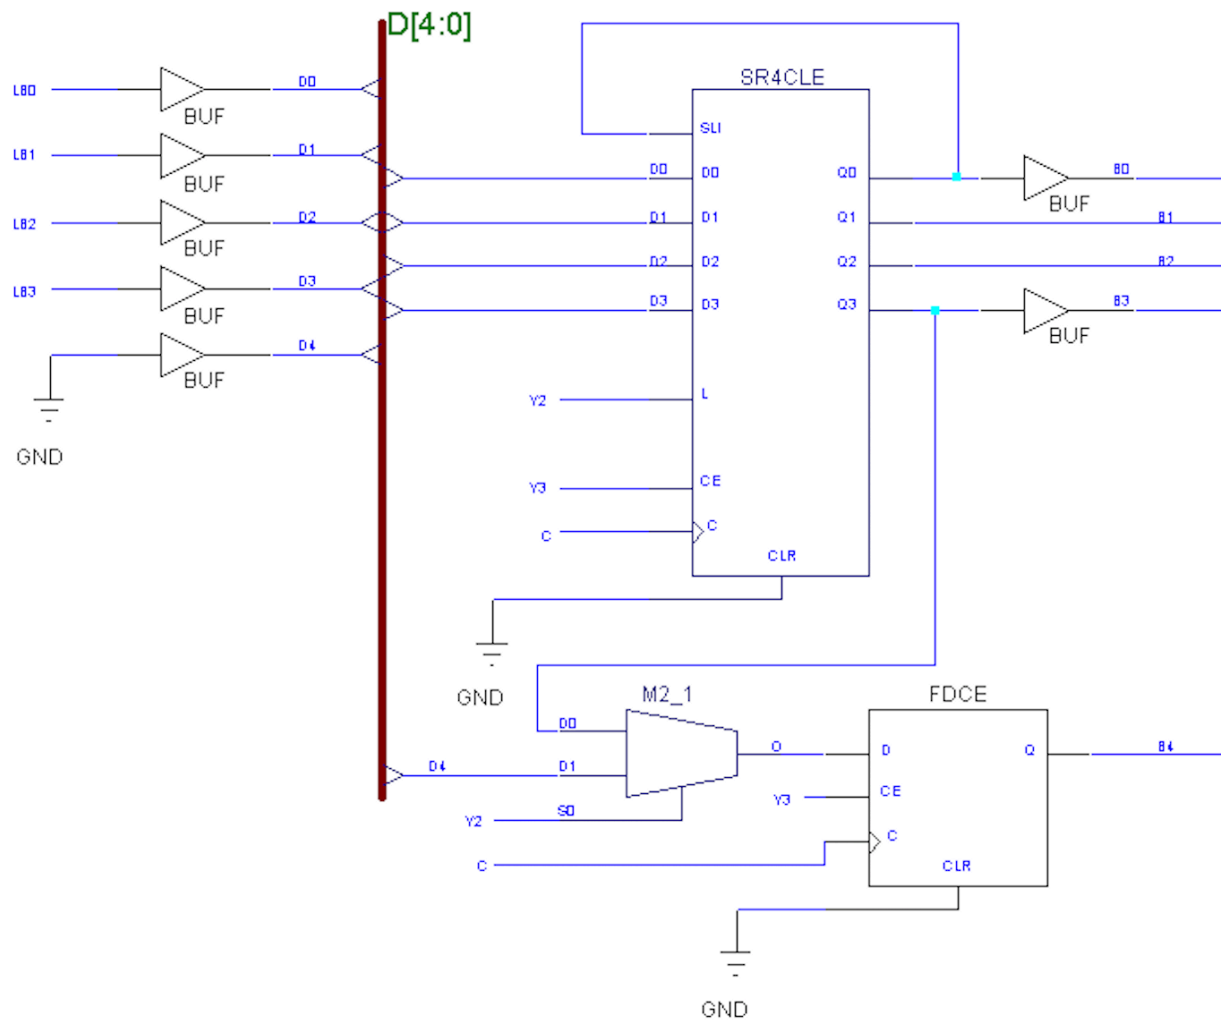 D[4:0]
LB0
BUF
D0
LB1
BUF
D1
LB2
BUF
D2
LB3
BUF
D3
BUF
D4
GND
SR4CLE
SLI
D0
D0
Q0
BUF
B0
D1
D1
Q1
B1
D2
D2
Q2
B2
D3
D3
Q3
BUF
B3
Y2
L
Y3
CE
C
C
CLR
GND
M2_1
D0
D4
D1
Y2
S0
O
C
FDCE
D
Q
B4
Y3
CE
C
CLR
GND